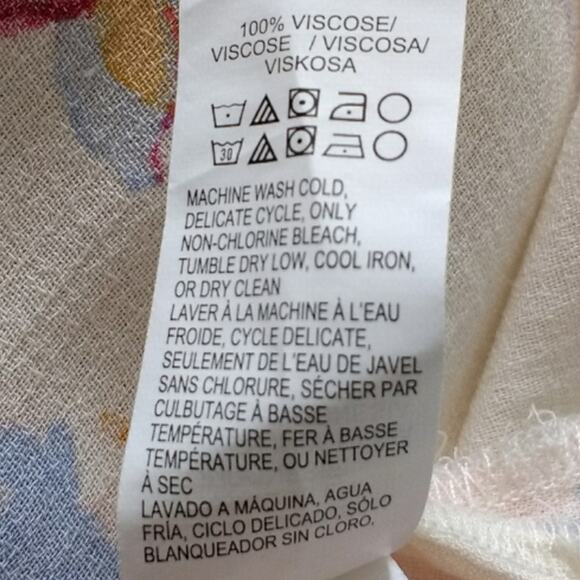 100% VISCOSE/
VISCOSE / VISCOSA/
VISKOSA
30
MACHINE WASH COLD,
DELICATE CYCLE, ONLY
NON-CHLORINE BLEACH,
TUMBLE DRY LOW, COOL IRON,
OR DRY CLEAN
LAVER À LA MACHINE À L'EAU
FROIDE, CYCLE DELICATE,
SEULEMENT DE L'EAU DE JAVEL
SANS CHLORURE, SÉCHER PAR
CULBUTAGE À BASSE
TEMPÉRATURE, FER À BASSE
TEMPÉRATURE, OU NETTOYER
À SEC
LAVADO A MÁQUINA, AGUA
FRÍA, CICLO DELICADO, SÓLO
BLANQUEADOR SIN CLORO,